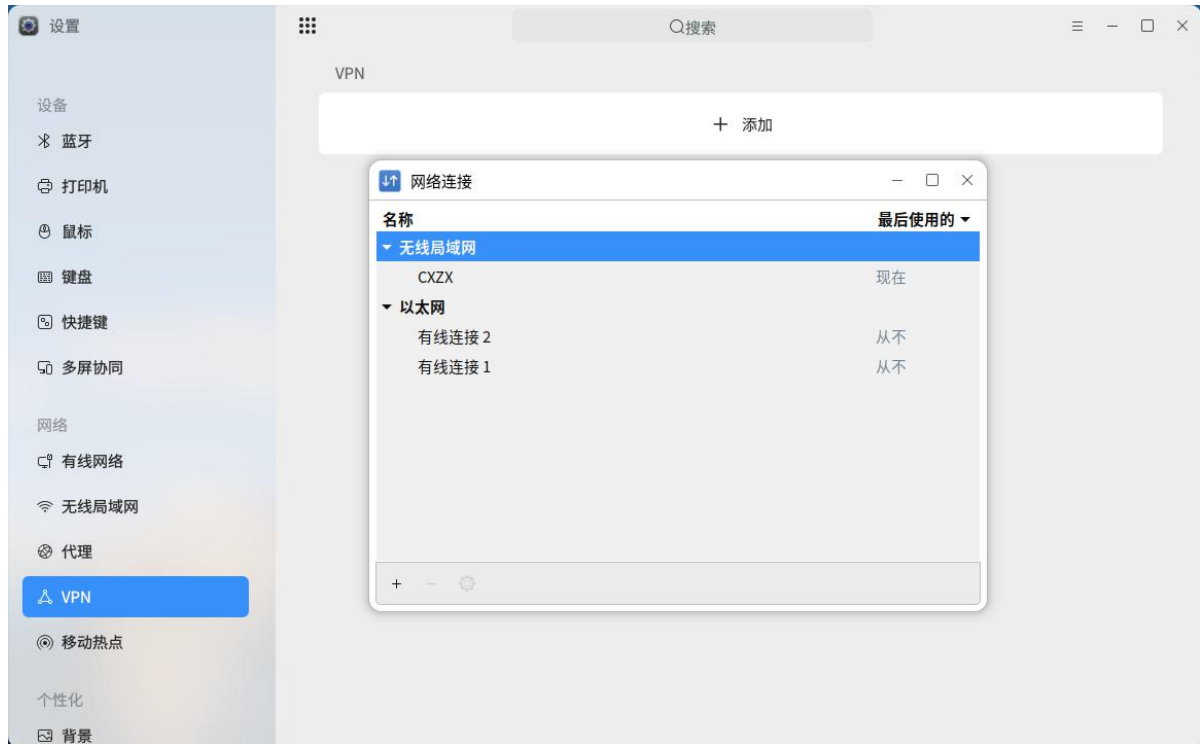 设置
搜索
设备
蓝牙
打印机
鼠标
键盘
快捷键
多屏协同
网络
有线网络
无线局域网
代理
VPN
移动热点
个性化
背景
VPN
+ 添加
网络连接
名称 最后使用的
无线局域网
CXZX 现在
以太网
有线连接 2 从不
有线连接 1 从不